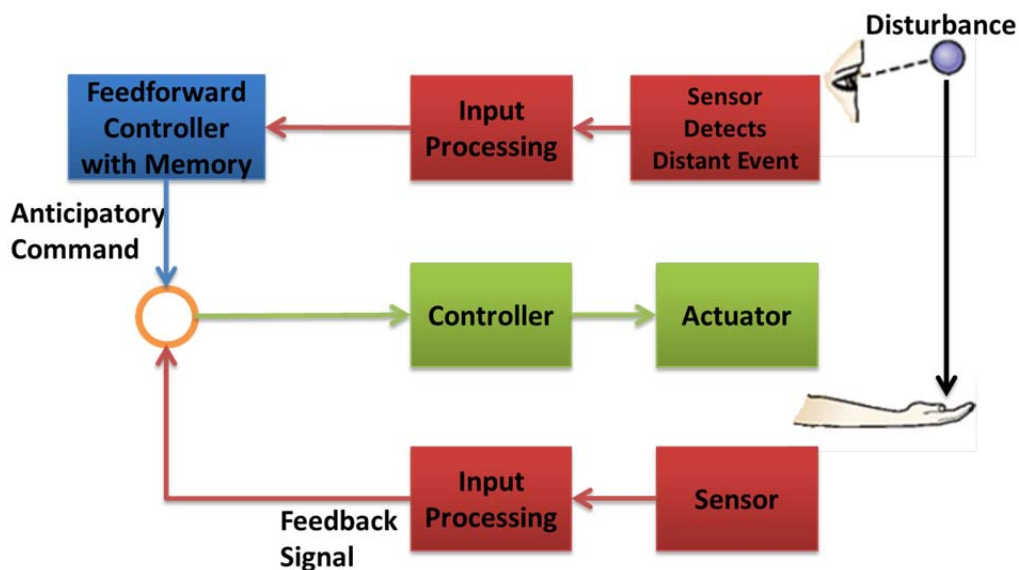 Disturbance
Feedforward
Controller
with Memory
Input
Processing
Sensor
Detects
Distant Event
Anticipatory
Command
Controller
Actuator
Input
Processing
Sensor
Feedback
Signal